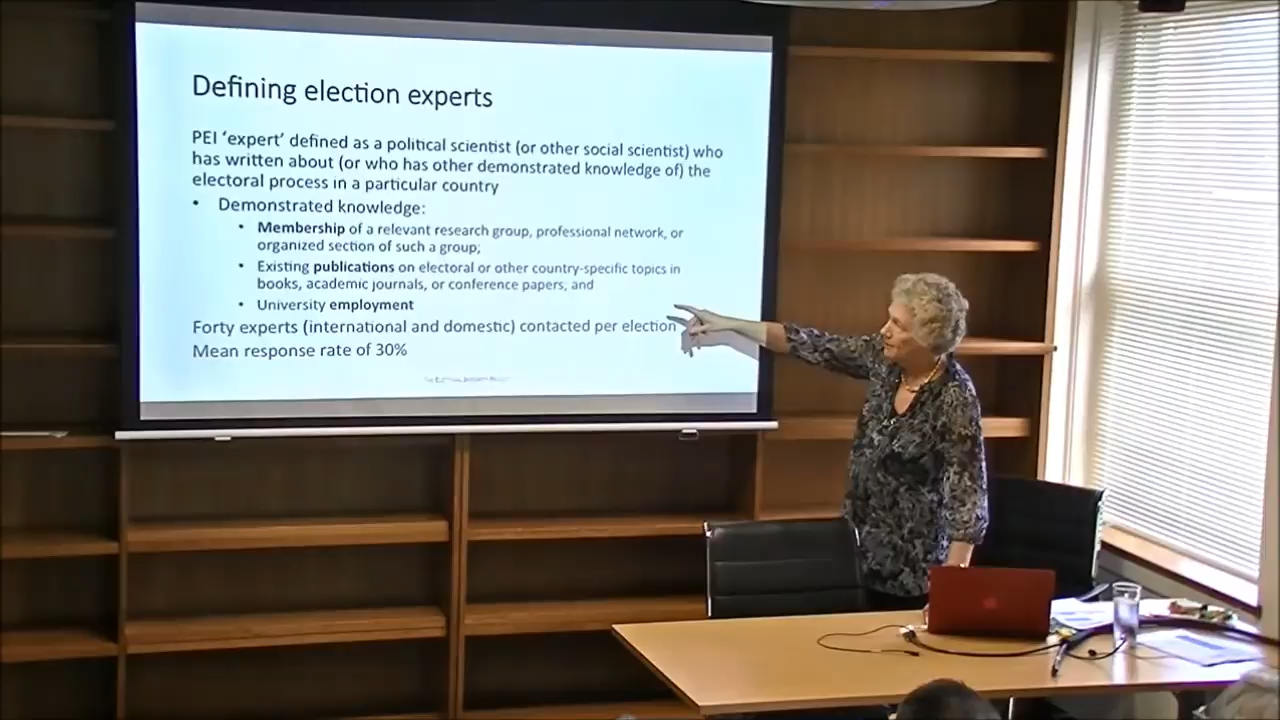 Defining election experts
PEI ‘expert’ defined as a political scientist (or other social scientist) who
has written about (or who has other demonstrated knowledge of) the
electoral process in a particular country
• Demonstrated knowledge:
• Membership of a relevant research group, professional network, or
organized section of such a group;
• Existing publications on electoral or other country-specific topics in
books, academic journals, or conference papers, and
• University employment
Forty experts (international and domestic) contacted per election
Mean response rate of 30%